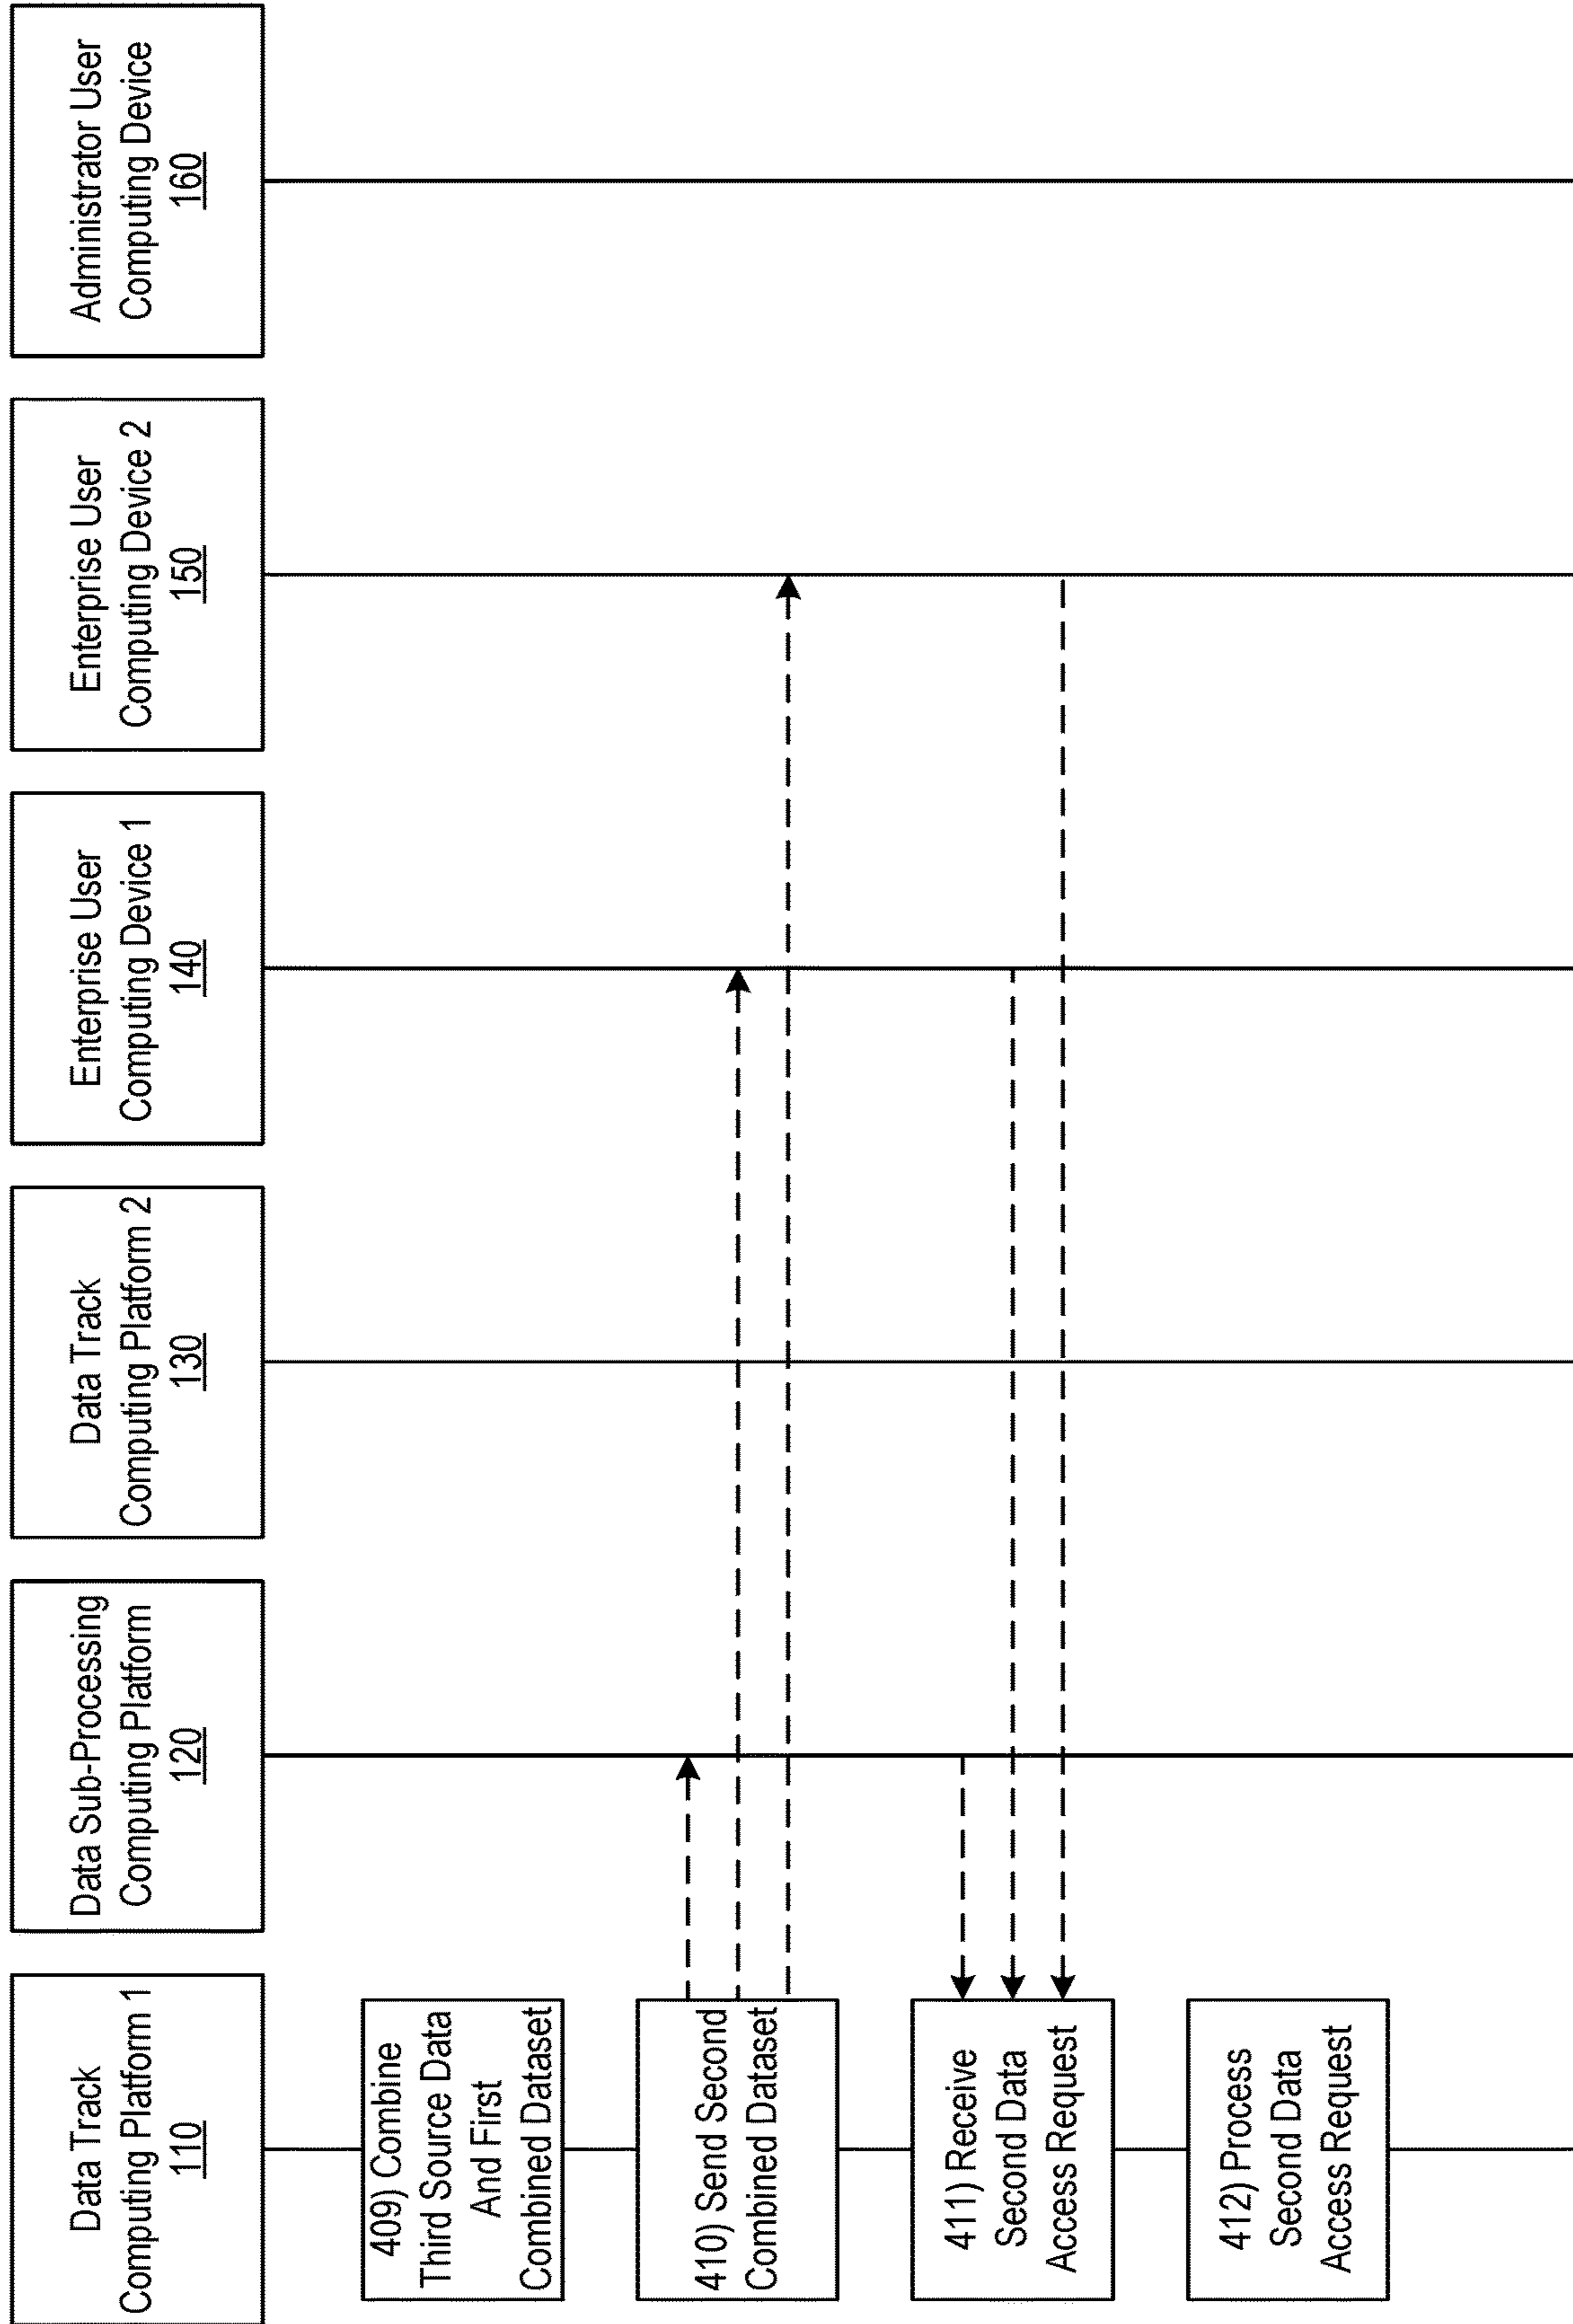 Data Track
Computing Platform 1
110
Data Sub-Processing
Computing Platform
120
Data Track
Computing Platform 2
130
Enterprise User
Computing Device 1
140
Enterprise User
Computing Device 2
150
Administrator User
Computing Device
160
409) Combine
Third Source Data
And First
Combined Dataset
410) Send Second
Combined Dataset
411) Receive
Second Data
Access Request
412) Process
Second Data
Access Request